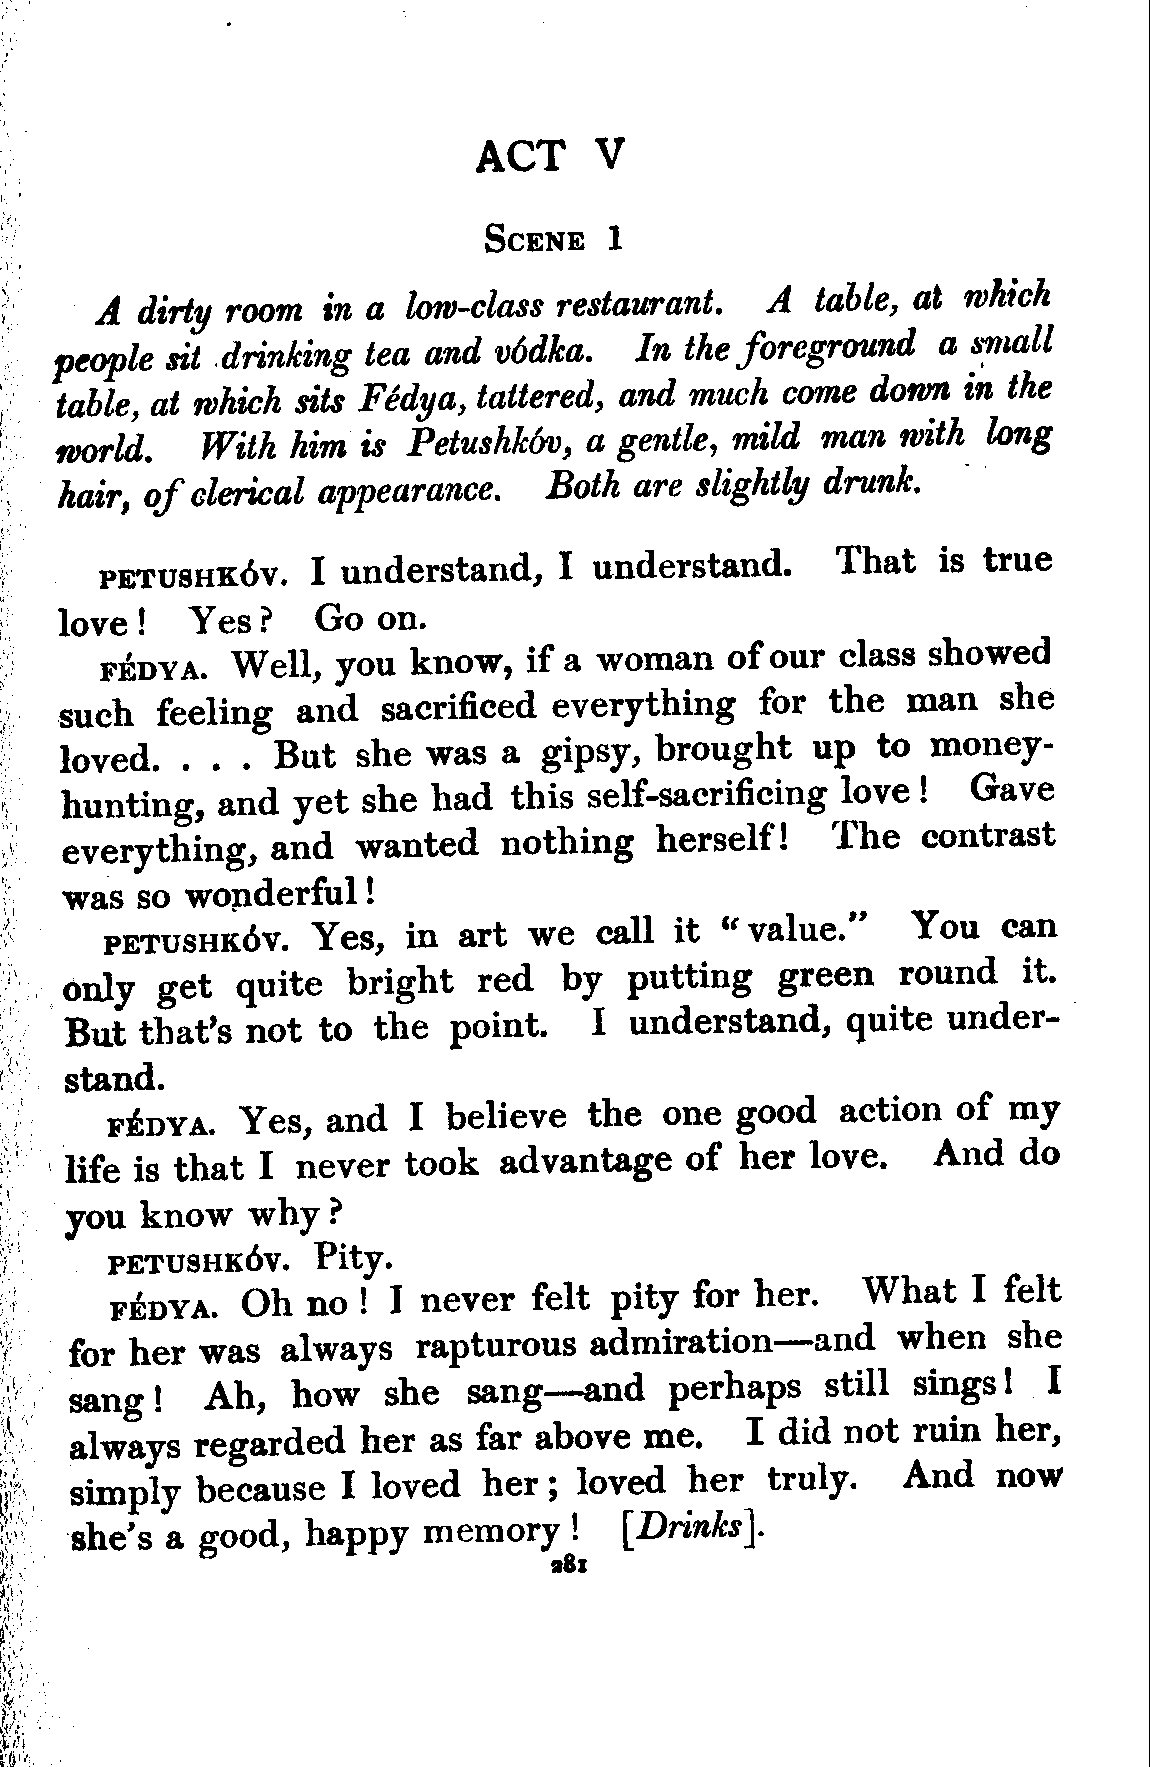 ACT V
SCENE 1
A dirty room in a low-class restaurant. A table, at which
people sit drinking tea and vódka. In the foreground a small
table, at which sits Fédya, tattered, and much come down in the
world. With him is Petushkóv, a gentle, mild man with long
hair, of clerical appearance. Both are slightly drunk.
PETUSHKÓV. I understand, I understand. That is true
love! Yes? Go on.
FÉDYA. Well, you know, if a woman of our class showed
such feeling and sacrificed everything for the man she
loved. . . . But she was a gipsy, brought up to money-
hunting, and yet she had this self-sacrificing love! Gave
everything, and wanted nothing herself! The contrast
was so wonderful!
PETUSHKÓV. Yes, in art we call it “value.” You can
only get quite bright red by putting green round it.
But that's not to the point. I understand, quite under-
stand.
FÉDYA. Yes, and I believe the one good action of my
life is that I never took advantage of her love. And do
you know why?
PETUSHKÓV. Pity.
FÉDYA. Oh no! I never felt pity for her. What I felt
for her was always rapturous admiration—and when she
sang! Ah, how she sang—and perhaps still sings! I
always regarded her as far above me. I did not ruin her,
simply because I loved her; loved her truly. And now
she's a good, happy memory! [Drinks].
281